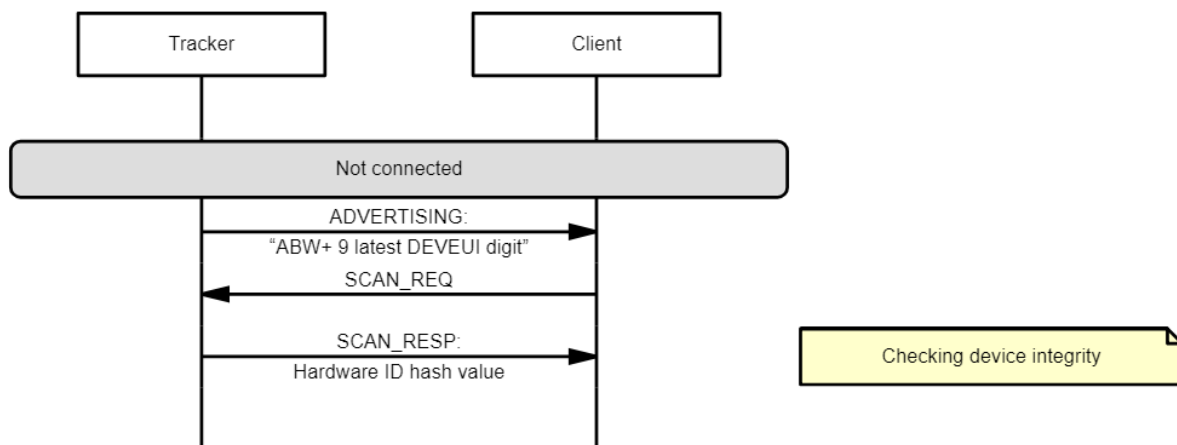 Tracker
Client
Not connected
ADVERTISING:
“ABW+ 9 latest DEVEUI digit”
SCAN_REQ
SCAN_RESP:
Hardware ID hash value
Checking device integrity